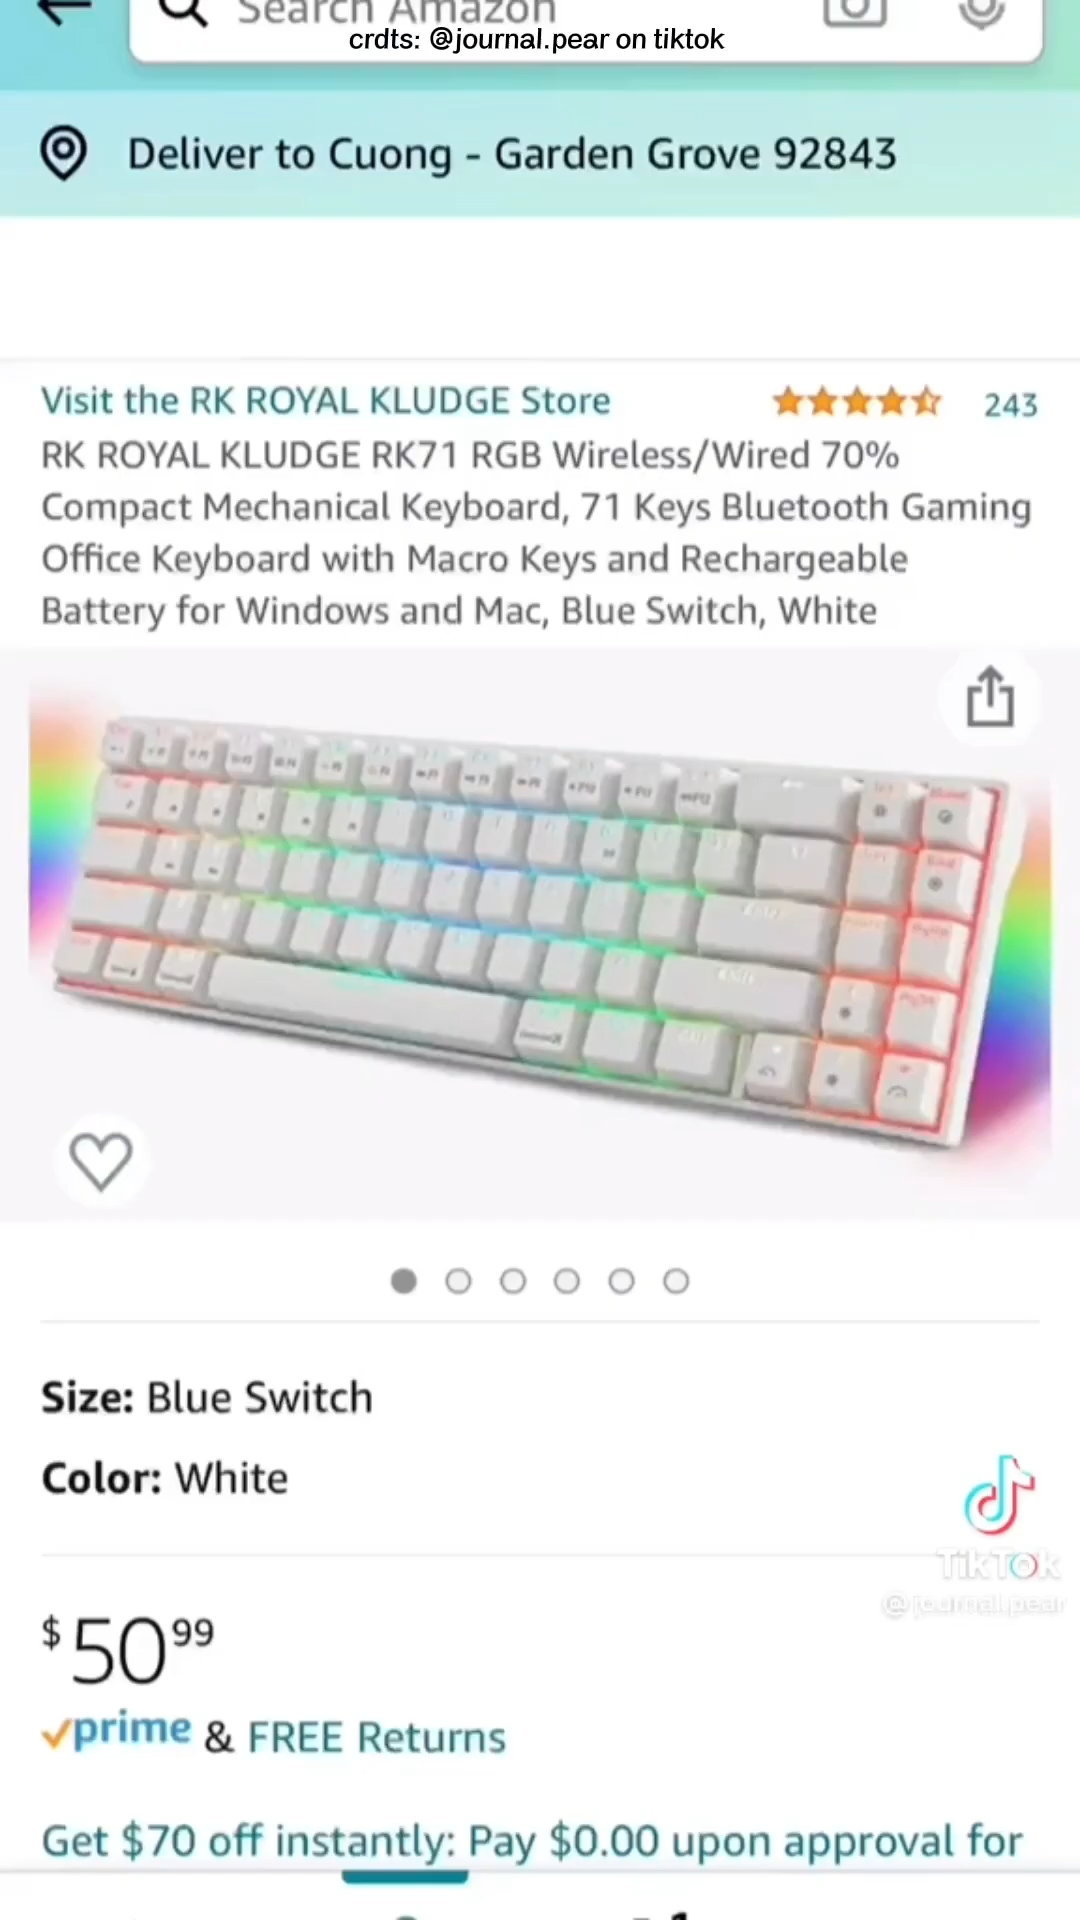 Search Amazon
crdts: @journal.pear on tiktok
Deliver to Cuong - Garden Grove 92843
Visit the RK ROYAL KLUDGE Store 243
RK ROYAL KLUDGE RK71 RGB Wireless/Wired 70%
Compact Mechanical Keyboard, 71 Keys Bluetooth Gaming
Office Keyboard with Macro Keys and Rechargeable
Battery for Windows and Mac, Blue Switch, White
Size: Blue Switch
Color: White
TikTok
@journal.pear
$50.99
prime & FREE Returns
Get $70 off instantly: Pay $0.00 upon approval for